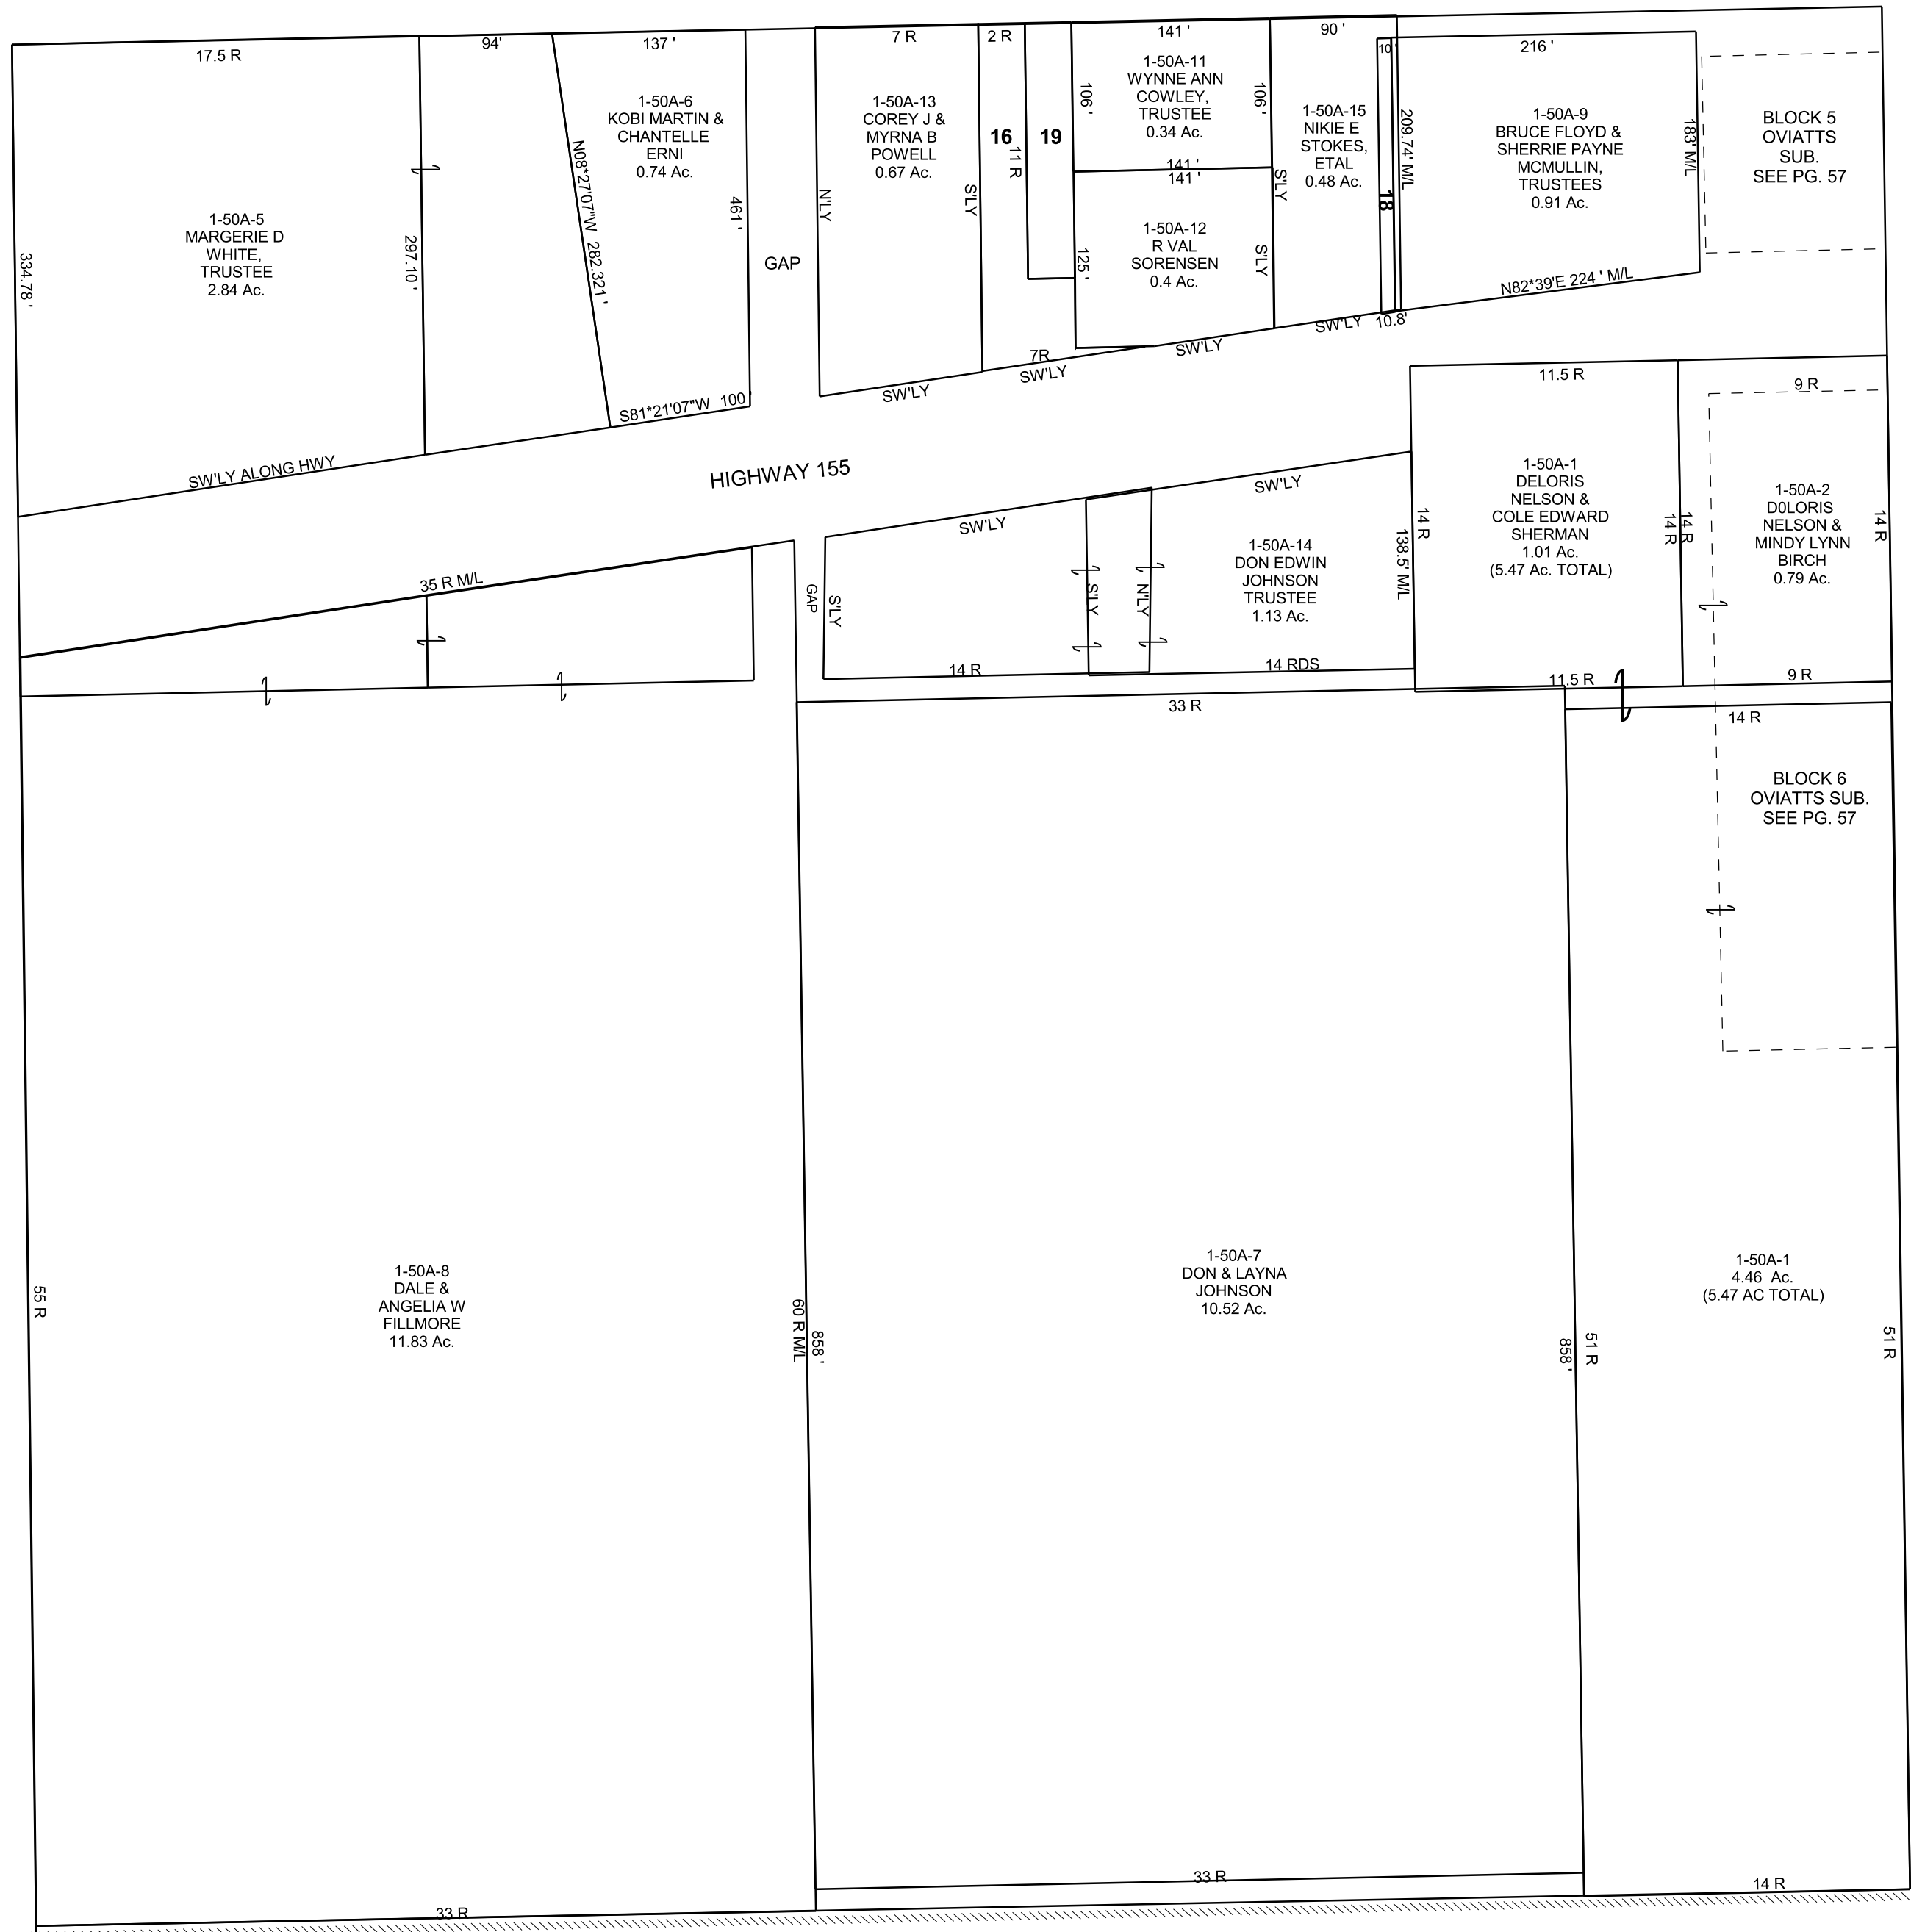 17.5 R
94'
137 '
7 R
2 R
141 '
90 '
10 '
216 '
1-50A-5
MARGERIE D
WHITE,
TRUSTEE
2.84 Ac.
334.78 '
297.10 '
SW'LY ALONG HWY
N08*27'07"W 282.321 '
1-50A-6
KOBI MARTIN &
CHANTELLE
ERNI
0.74 Ac.
461 '
S81*21'07"W 100 '
GAP
N'LY
1-50A-13
COREY J &
MYRNA B
POWELL
0.67 Ac.
S'LY
SW'LY
16
11 R
19
7R
SW'LY
106 '
1-50A-11
WYNNE ANN
COWLEY,
TRUSTEE
0.34 Ac.
106 '
141 '
141 '
125 '
1-50A-12
R VAL
SORENSEN
0.4 Ac.
S'LY
SW'LY
S'LY
1-50A-15
NIKIE E
STOKES,
ETAL
0.48 Ac.
SW'LY
10.8'
18
209.74' M/L
1-50A-9
BRUCE FLOYD &
SHERRIE PAYNE
MCMULLIN,
TRUSTEES
0.91 Ac.
183' M/L
N82*39'E 224 ' M/L
BLOCK 5
OVIATTS
SUB.
SEE PG. 57
HIGHWAY 155
35 R M/L
GAP
S'LY
SW'LY
14 R
S'LY
N'LY
SW'LY
1-50A-14
DON EDWIN
JOHNSON
TRUSTEE
1.13 Ac.
138.5' M/L
14 RDS
11.5 R
14 R
1-50A-1
DELORIS
NELSON &
COLE EDWARD
SHERMAN
1.01 Ac.
(5.47 Ac. TOTAL)
14 R
11.5 R
9 R
14 R
1-50A-2
D0LORIS
NELSON &
MINDY LYNN
BIRCH
0.79 Ac.
14 R
9 R
33 R
14 R
BLOCK 6
OVIATTS SUB.
SEE PG. 57
55 R
1-50A-8
DALE &
ANGELIA W
FILLMORE
11.83 Ac.
60 R M/L
858 '
1-50A-7
DON & LAYNA
JOHNSON
10.52 Ac.
858 '
51 R
1-50A-1
4.46 Ac.
(5.47 AC TOTAL)
51 R
33 R
33 R
14 R